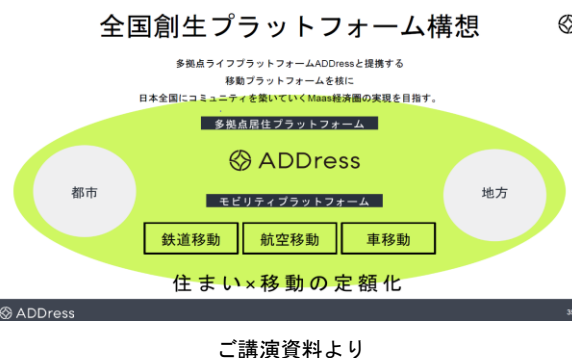 全国創生プラットフォーム構想
多拠点ライフプラットフォームADDressと提携する
移動プラットフォームを核に
日本全国にコミュニティを築いていくMaas経済圏の実現を目指す。
多拠点居住プラットフォーム
ADDress
都市
地方
モビリティプラットフォーム
鉄道移動 航空移動 車移動
住まい×移動の定額化
ADDress
ご講演資料より